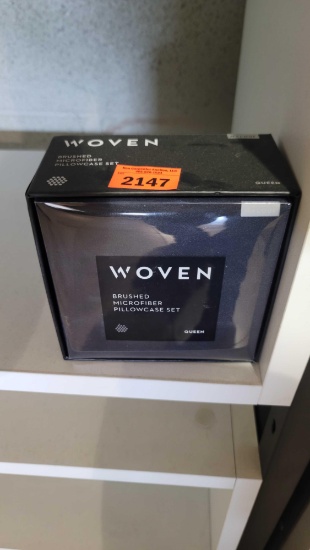 WOVEN
BRUSHED
MICROFIBER
PILLOWCASE SET
2147
QUEEN
WOVEN
BRUSHED
MICROFIBER
PILLOWCASE SET
QUEEN